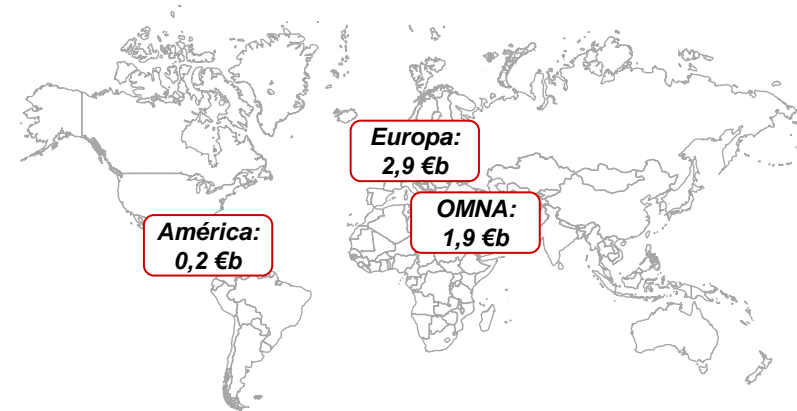 Europa:
2,9 €b
OMNA:
1,9 €b
América:
0,2 €b